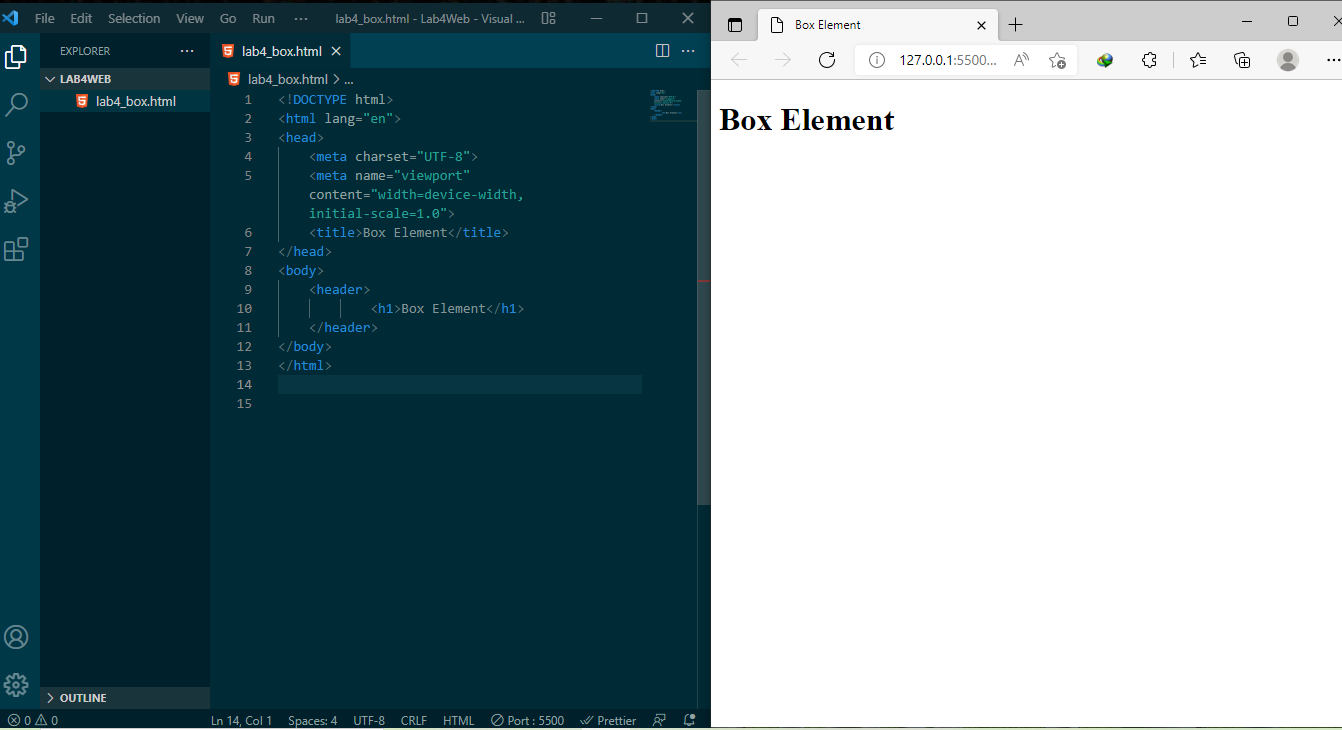 File Edit Selection View Go Run ··· lab4_box.html - Lab4Web - Visual ...
EXPLORER ···
LAB4WEB
lab4_box.html
OUTLINE
lab4_box.html
lab4_box.html > ...
1 <!DOCTYPE html>
2 <html lang="en">
3 <head>
4 <meta charset="UTF-8">
5 <meta name="viewport"
content="width=device-width,
initial-scale=1.0">
6 <title>Box Element</title>
7 </head>
8 <body>
9 <header>
10 <h1>Box Element</h1>
11 </header>
12 </body>
13 </html>
14
15
0 0 Ln 14, Col 1 Spaces: 4 UTF-8 CRLF HTML Port : 5500 Prettier
Box Element
127.0.0.1:5500...
Box Element